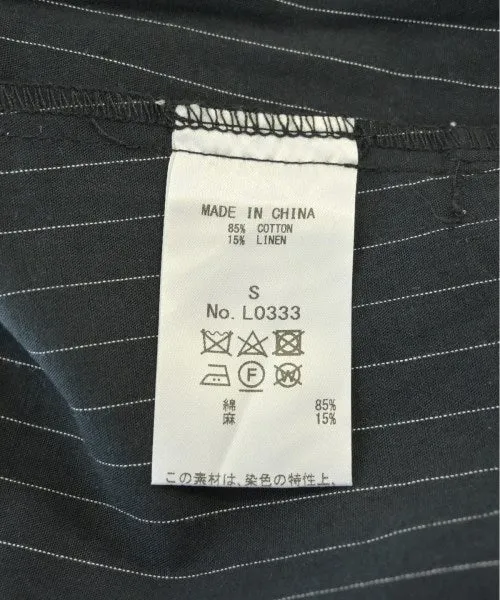 MADE IN CHINA
85% COTTON
15% LINEN
S
No. L0333
F
W
綿 85%
麻 15%
この素材は、染色の特性上、